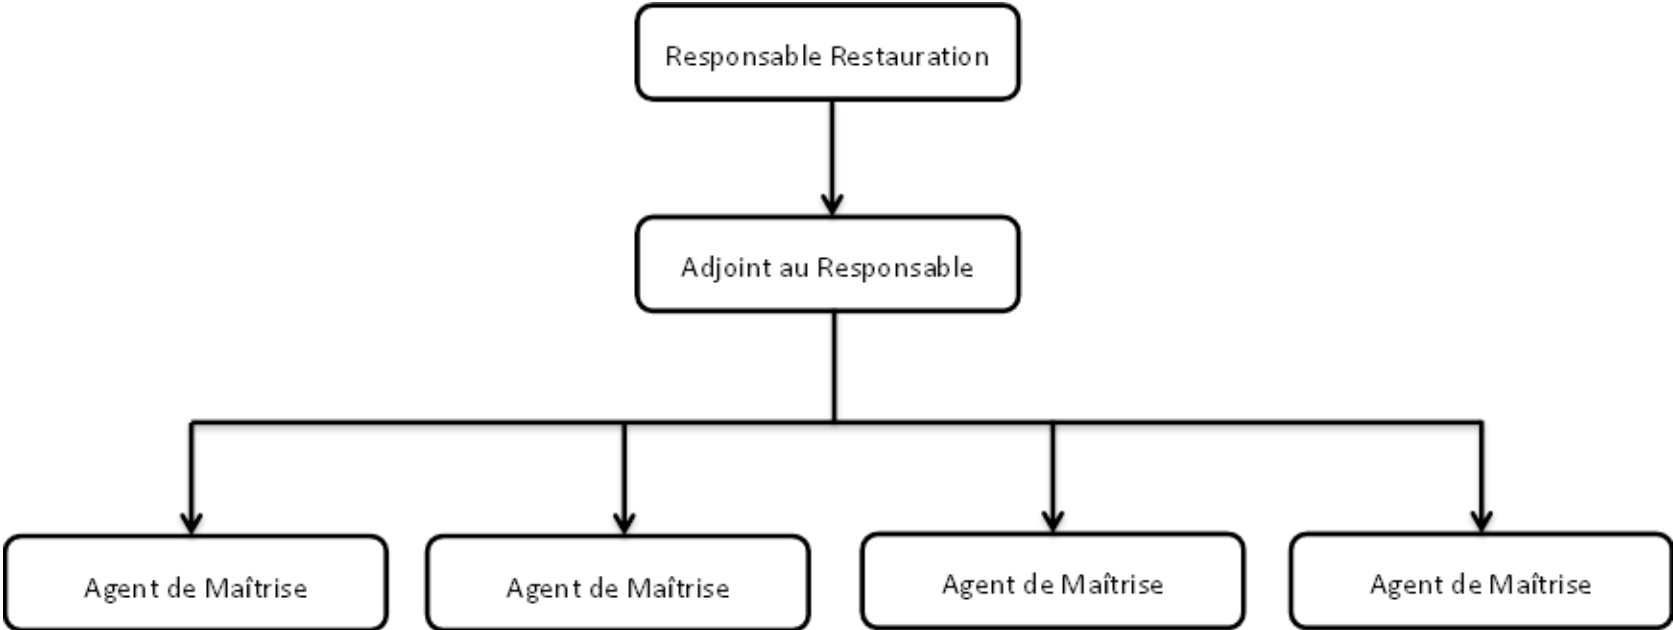 Responsable Restauration
Adjoint au Responsable
Agent de Maîtrise
Agent de Maîtrise
Agent de Maîtrise
Agent de Maîtrise